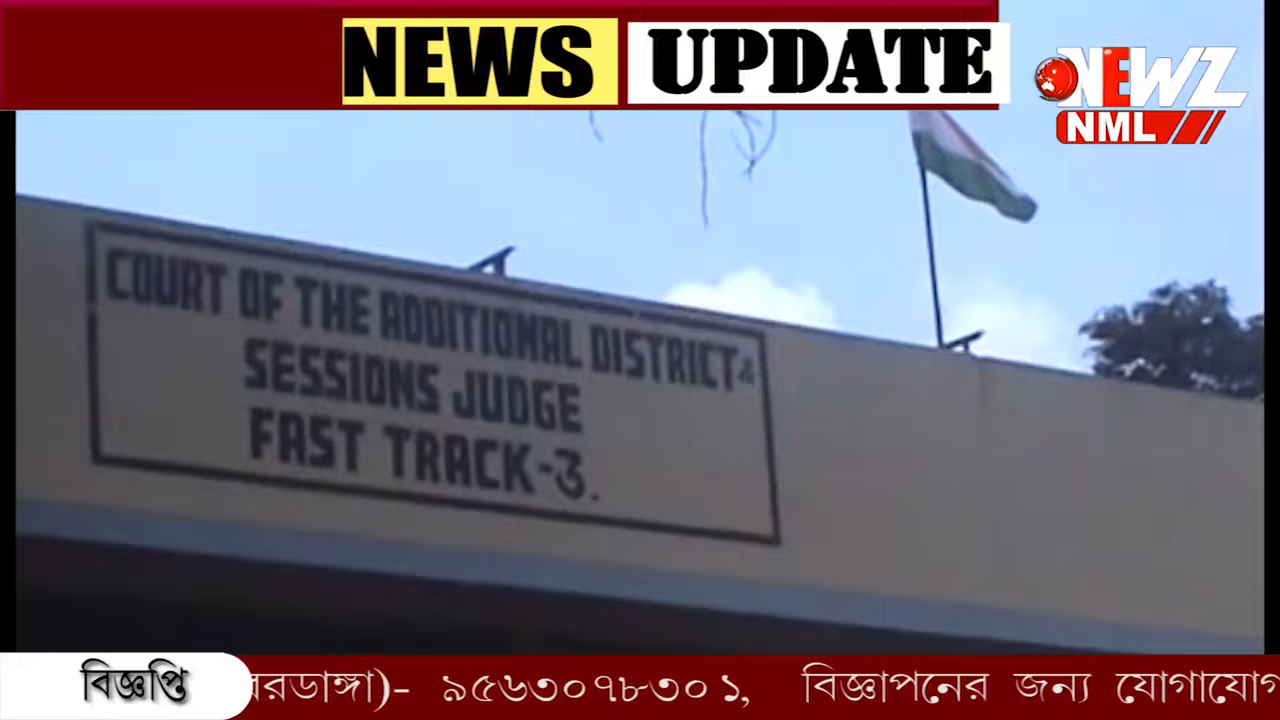 NEWS UPDATE
NEWZ
NML
COURT OF THE ADDITIONAL DISTRICT &
SESSIONS JUDGE
FAST TRACK-3.
বিজ্ঞপ্তি
রডাঙ্গা)- ৯৫৬৩০৭৮৩০১, বিজ্ঞাপনের জন্য যোগাযোগ